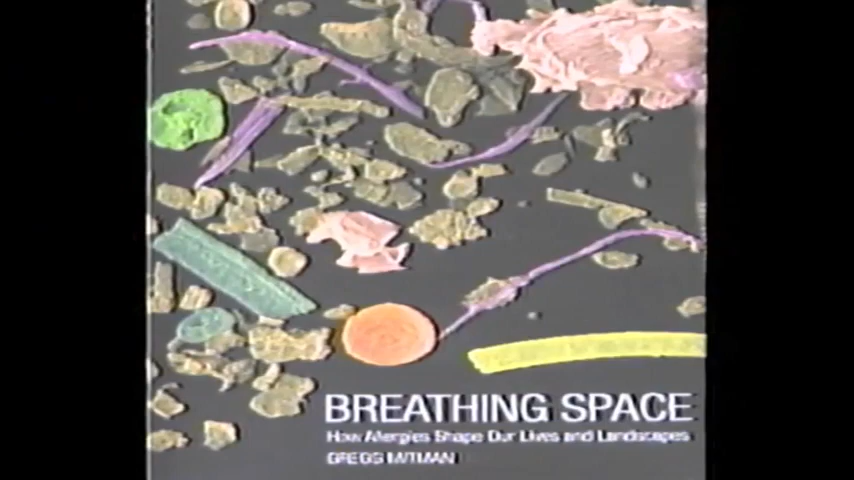 BREATHING SPACE
How Allergies Shape Our Lives and Landscapes
GREGG MITMAN